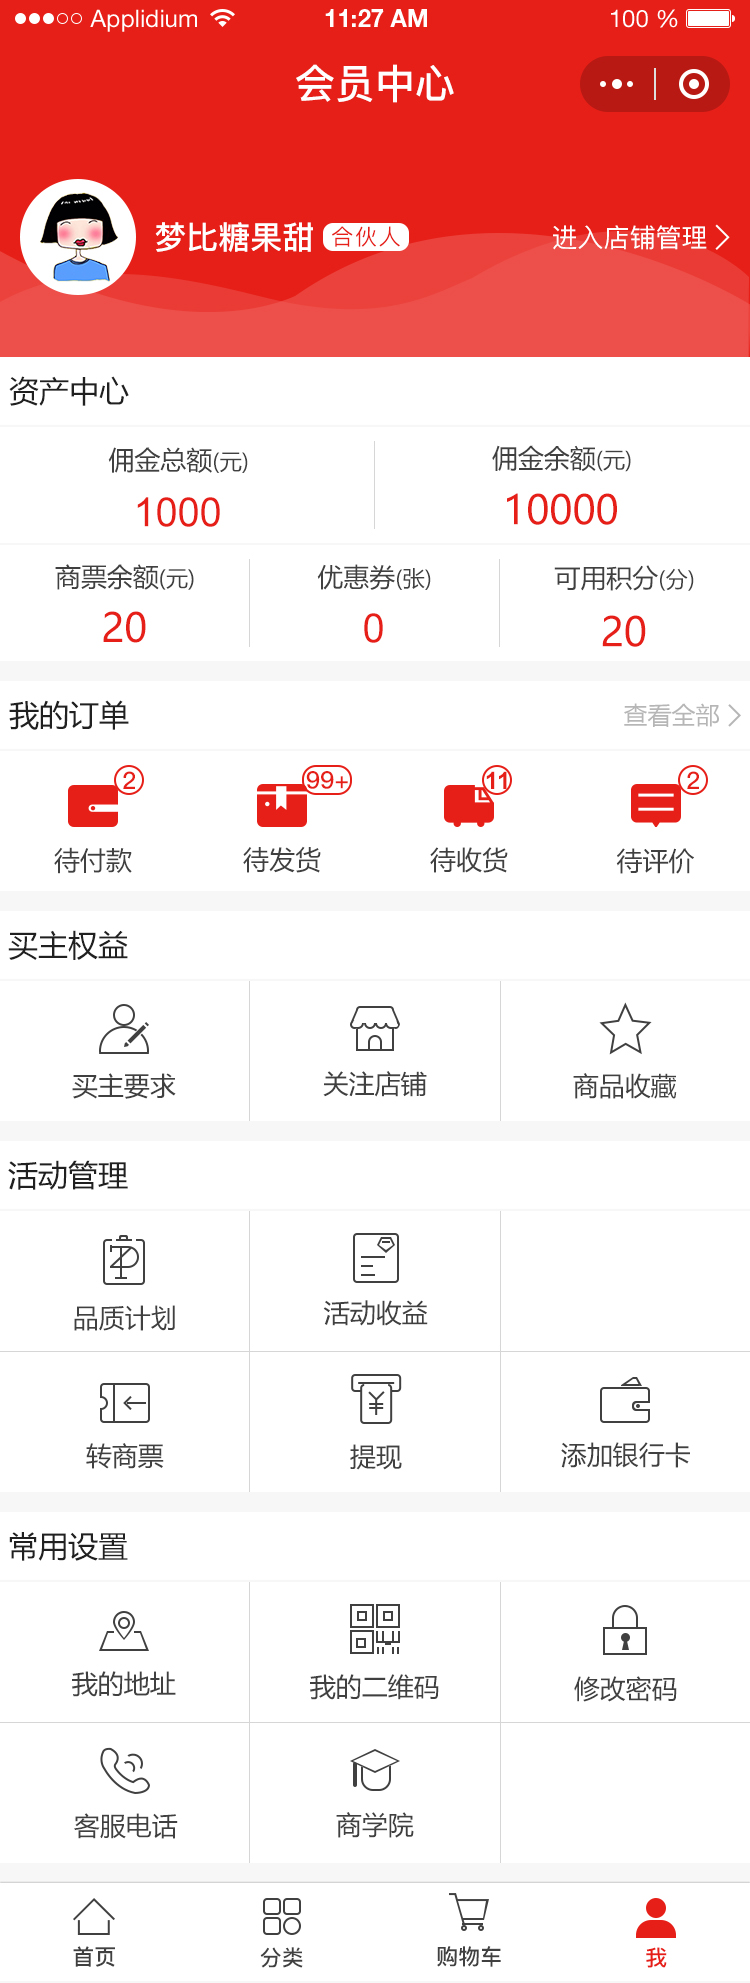 Applidium 11:27 AM 100 %
会员中心
梦比糖果甜 合伙人 进入店铺管理
资产中心
佣金总额(元) 佣金余额(元)
1000 10000
商票余额(元) 优惠券(张) 可用积分(分)
20 0 20
我的订单 查看全部
2 99+ 11 2
待付款 待发货 待收货 待评价
买主权益
买主要求 关注店铺 商品收藏
活动管理
品质计划 活动收益
转商票 提现 添加银行卡
常用设置
我的地址 我的二维码 修改密码
客服电话 商学院
首页 分类 购物车 我